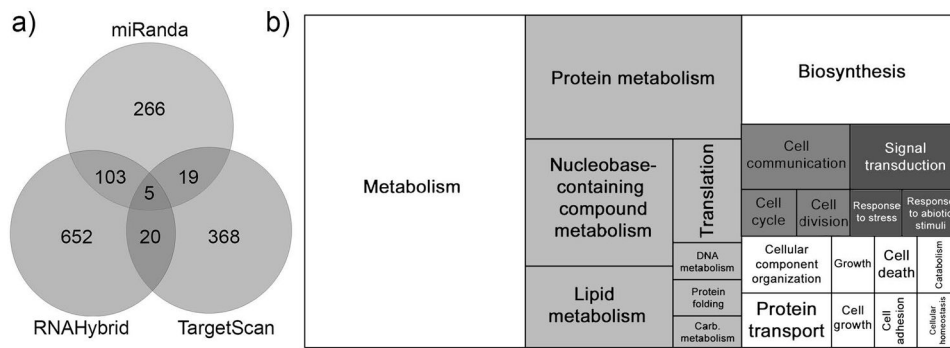 a)
miRanda
266
103
19
5
652
20
368
RNAHybrid
TargetScan
b)
Metabolism
Protein metabolism
Nucleobase-
containing
compound
metabolism
Translation
Lipid
metabolism
DNA
metabolism
Protein
folding
Carb.
metabolism
Biosynthesis
Cell
communication
Signal
transduction
Cell
cycle
Cell
division
Response
to stress
Response
to abiotic
stimuli
Cellular
component
organization
Growth
Cell
death
Catabolism
Protein
transport
Cell
growth
Cell
adhesion
Cellular
homeostasis